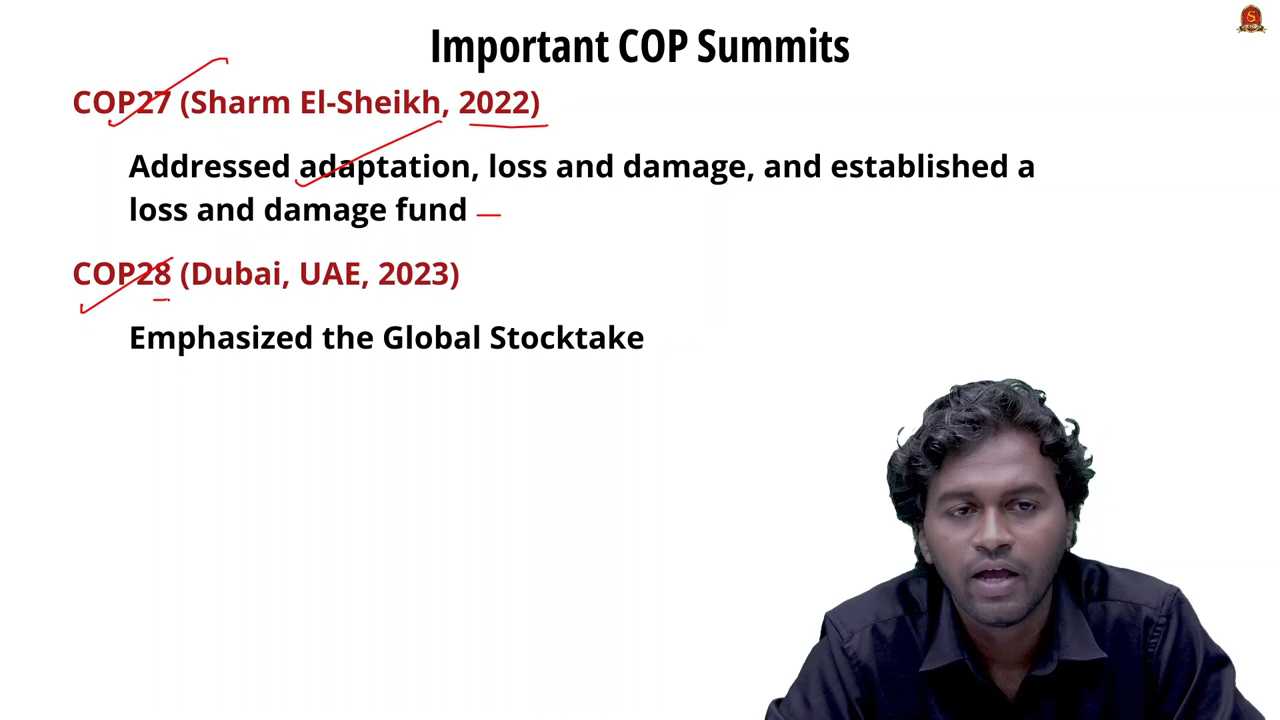 Important COP Summits
COP27 (Sharm El-Sheikh, 2022)
Addressed adaptation, loss and damage, and established a
loss and damage fund
COP28 (Dubai, UAE, 2023)
Emphasized the Global Stocktake